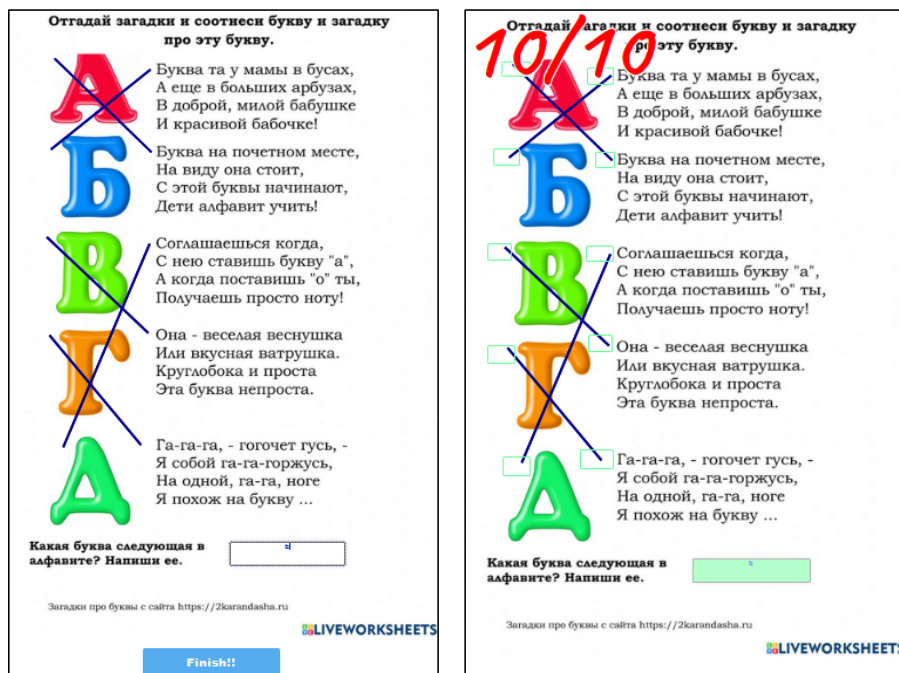 Отгадай загадки и соотнеси букву и загадку
про эту букву.
А
Буква та у мамы в бусах,
А еще в больших арбузах,
В доброй, милой бабушке
И красивой бабочке!
Б
Буква на почетном месте,
На виду она стоит,
С этой буквы начинают,
Дети алфавит учить!
В
Соглашаешься когда,
С нею ставишь букву "а",
А когда поставишь "о" ты,
Получаешь просто ноту!
Г
Она - веселая веснушка
Или вкусная ватрушка.
Круглобока и проста
Эта буква непроста.
Д
Га-га-га, - гогочет гусь, -
Я собой га-га-горжусь,
На одной, га-га, ноге
Я похож на букву ...
Какая буква следующая в
алфавите? Напиши ее.
Загадки про буквы с сайта https://2karandasha.ru
LIVEWORKSHEETS
Finish!!
Отгадай загадки и соотнеси букву и загадку
про эту букву.
10/10
А
Буква та у мамы в бусах,
А еще в больших арбузах,
В доброй, милой бабушке
И красивой бабочке!
Б
Буква на почетном месте,
На виду она стоит,
С этой буквы начинают,
Дети алфавит учить!
В
Соглашаешься когда,
С нею ставишь букву "а",
А когда поставишь "о" ты,
Получаешь просто ноту!
Г
Она - веселая веснушка
Или вкусная ватрушка.
Круглобока и проста
Эта буква непроста.
Д
Га-га-га, - гогочет гусь, -
Я собой га-га-горжусь,
На одной, га-га, ноге
Я похож на букву ...
Какая буква следующая в
алфавите? Напиши ее.
Загадки про буквы с сайта https://2karandasha.ru
LIVEWORKSHEETS